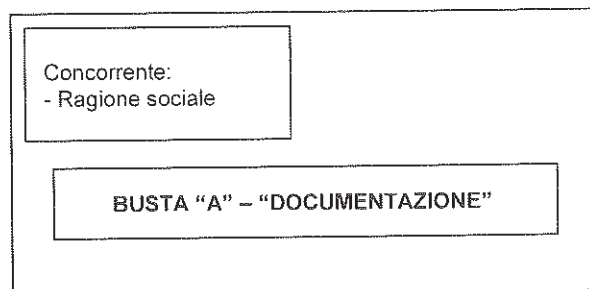 Concorrente:
- Ragione sociale
BUSTA “A” – “DOCUMENTAZIONE”